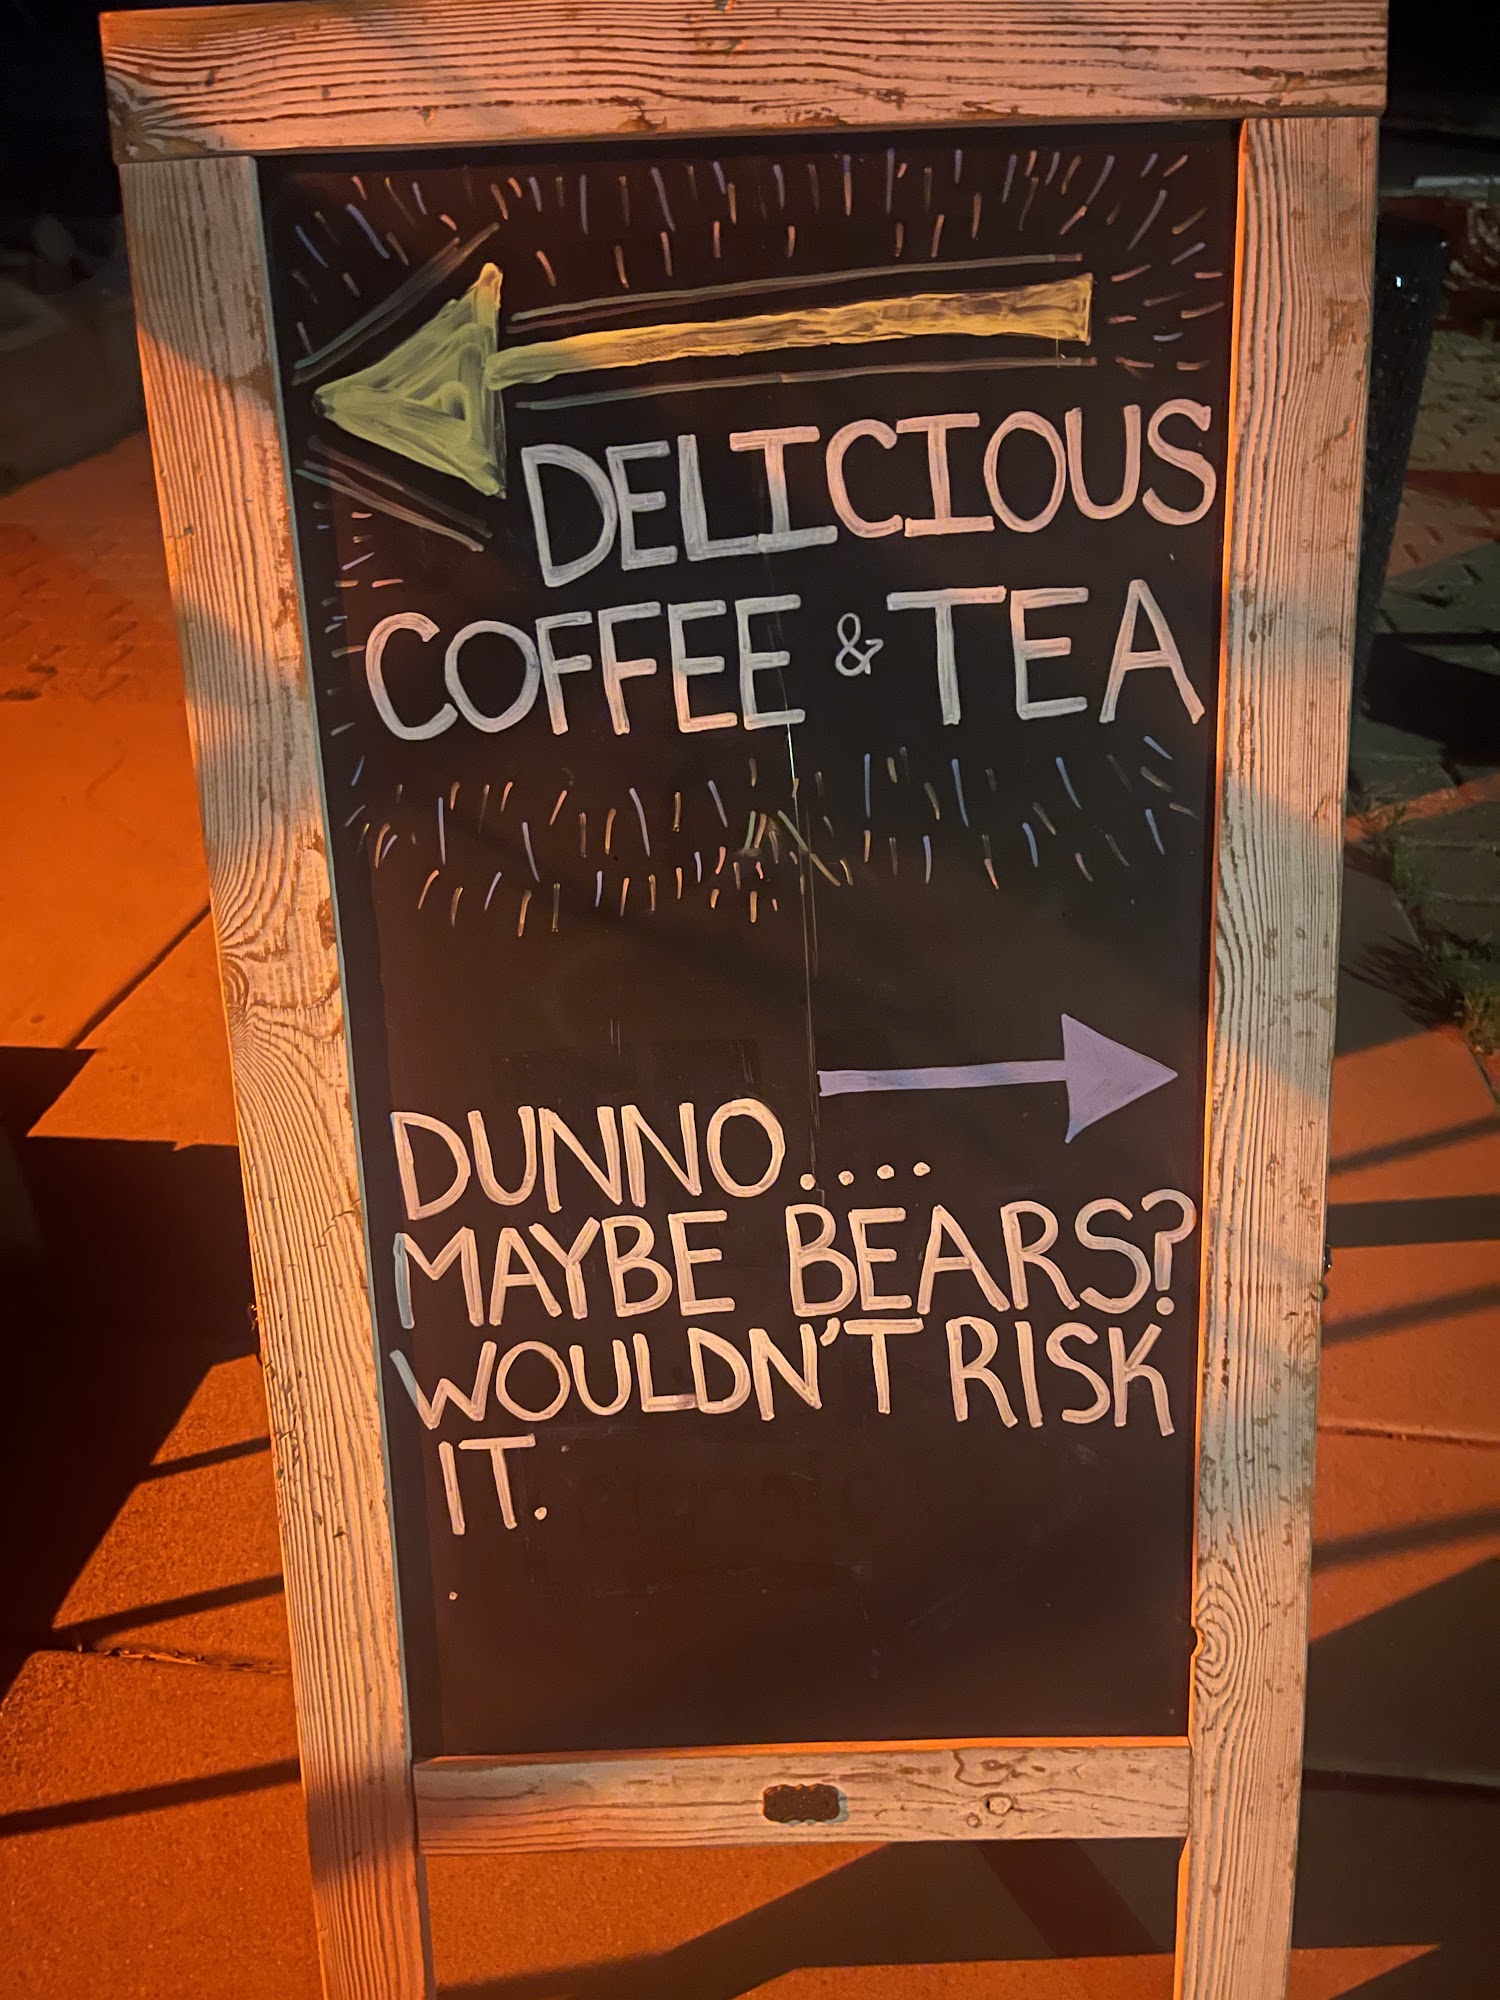 DELICIOUS
COFFEE & TEA
DUNNO....
MAYBE BEARS?
WOULDN'T RISK
IT.